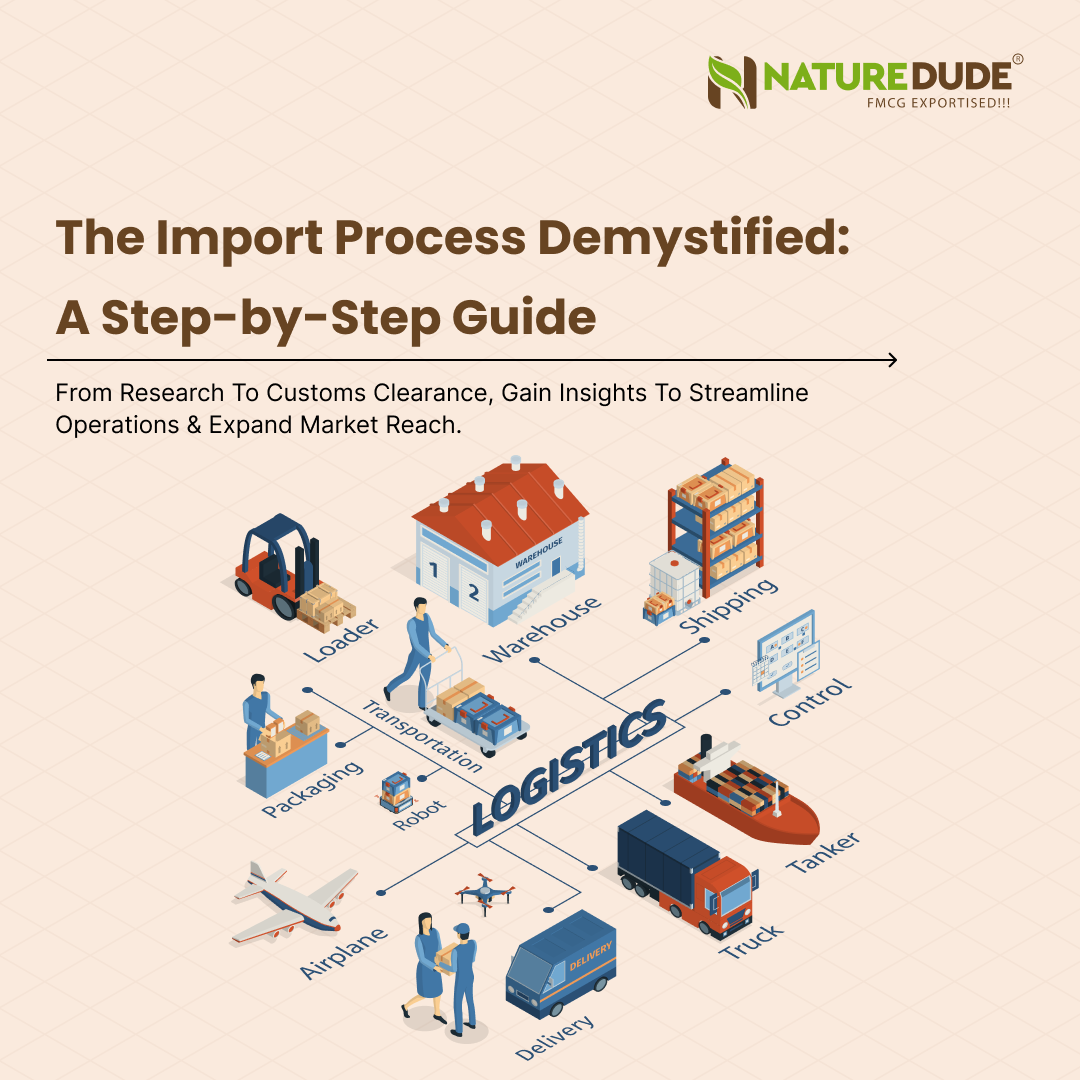 NATUREDUDE®
FMCG EXPORTISED!!!
The Import Process Demystified:
A Step-by-Step Guide
From Research To Customs Clearance, Gain Insights To Streamline
Operations & Expand Market Reach.
WAREHOUSE
1
2
Loader
Warehouse
Shipping
Control
Transportation
LOGISTICS
Packaging
Robot
Tanker
Truck
Airplane
DELIVERY
Delivery